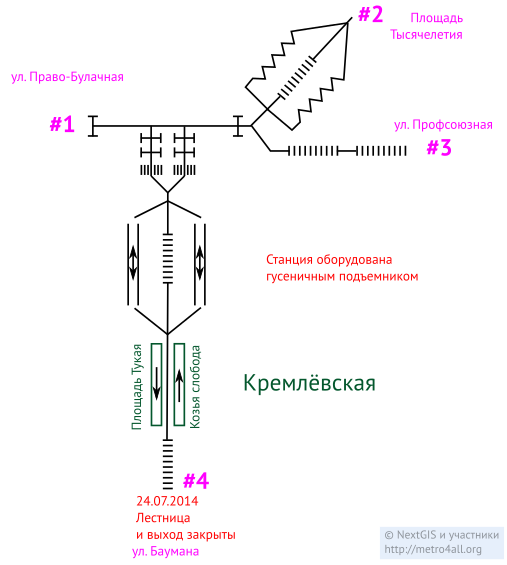 #2
Площадь
Тысячелетия
ул. Право-Булачная
#1
ул. Профсоюзная
#3
Станция оборудована
гусеничным подъемником
Площадь Тукая
Козья слобода
Кремлёвская
#4
24.07.2014
Лестница
и выход закрыты
ул. Баумана
© NextGIS и участники
http://metro4all.org